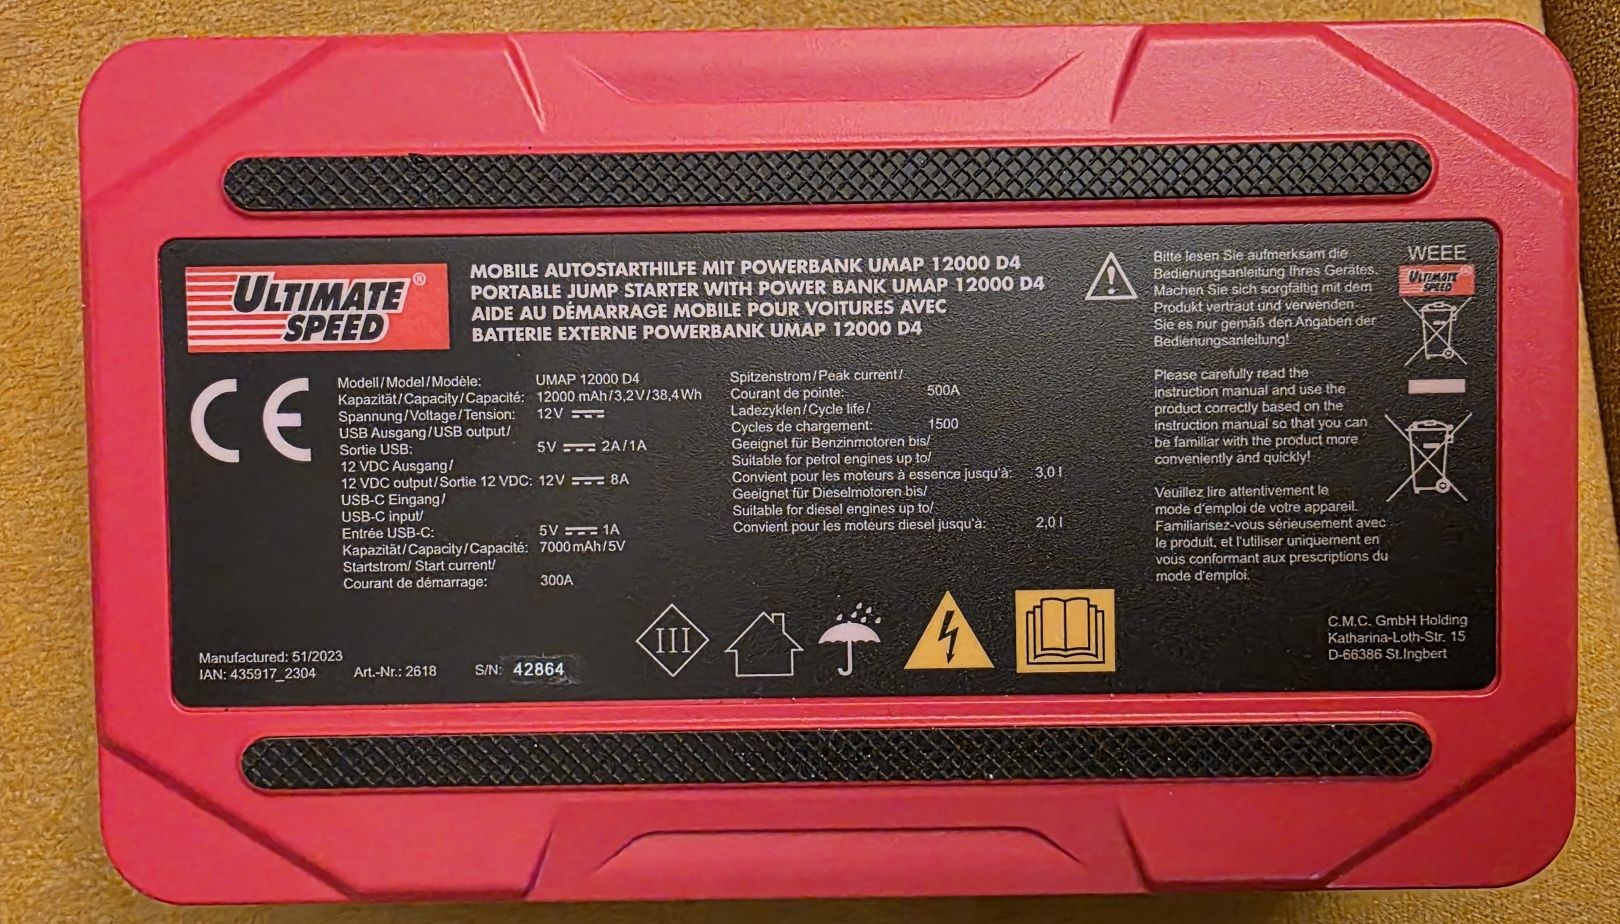 ULTIMATE SPEED®
MOBILE AUTOSTARTHILFE MIT POWERBANK UMAP 12000 D4
PORTABLE JUMP STARTER WITH POWER BANK UMAP 12000 D4
AIDE AU DÉMARRAGE MOBILE POUR VOITURES AVEC
BATTERIE EXTERNE POWERBANK UMAP 12000 D4
CE
Modell/Model/Modèle: UMAP 12000 D4
Kapazität/Capacity/Capacité: 12000 mAh/3,2V/38,4Wh
Spannung/Voltage/Tension: 12V
USB Ausgang/USB output/
Sortie USB: 5V 2A/1A
12 VDC Ausgang/
12 VDC output/Sortie 12 VDC: 12V 8A
USB-C Eingang/
USB-C input/
Entrée USB-C: 5V 1A
Kapazität/Capacity/Capacité: 7000mAh/5V
Startstrom/ Start current/
Courant de démarrage: 300A
Spitzenstrom/Peak current/
Courant de pointe: 500A
Ladezyklen/Cycle life/
Cycles de chargement: 1500
Geeignet für Benzinmotoren bis/
Suitable for petrol engines up to/
Convient pour les moteurs à essence jusqu'à: 3,0 l
Geeignet für Dieselmotoren bis/
Suitable for diesel engines up to/
Convient pour les moteurs diesel jusqu'à: 2,0 l
Bitte lesen Sie aufmerksam die
Bedienungsanleitung Ihres Gerätes.
Machen Sie sich sorgfältig mit dem
Produkt vertraut und verwenden
Sie es nur gemäß den Angaben der
Bedienungsanleitung!
Please carefully read the
instruction manual and use the
product correctly based on the
instruction manual so that you can
be familiar with the product more
conveniently and quickly!
Veuillez lire attentivement le
mode d'emploi de votre appareil.
Familiarisez-vous sérieusement avec
le produit, et l'utiliser uniquement en
vous conformant aux prescriptions du
mode d'emploi.
WEEE
ULTIMATE SPEED
III
Manufactured: 51/2023
IAN: 435917_2304 Art.-Nr.: 2618 S/N: 42864
C.M.C. GmbH Holding
Katharina-Loth-Str. 15
D-66386 St.Ingbert